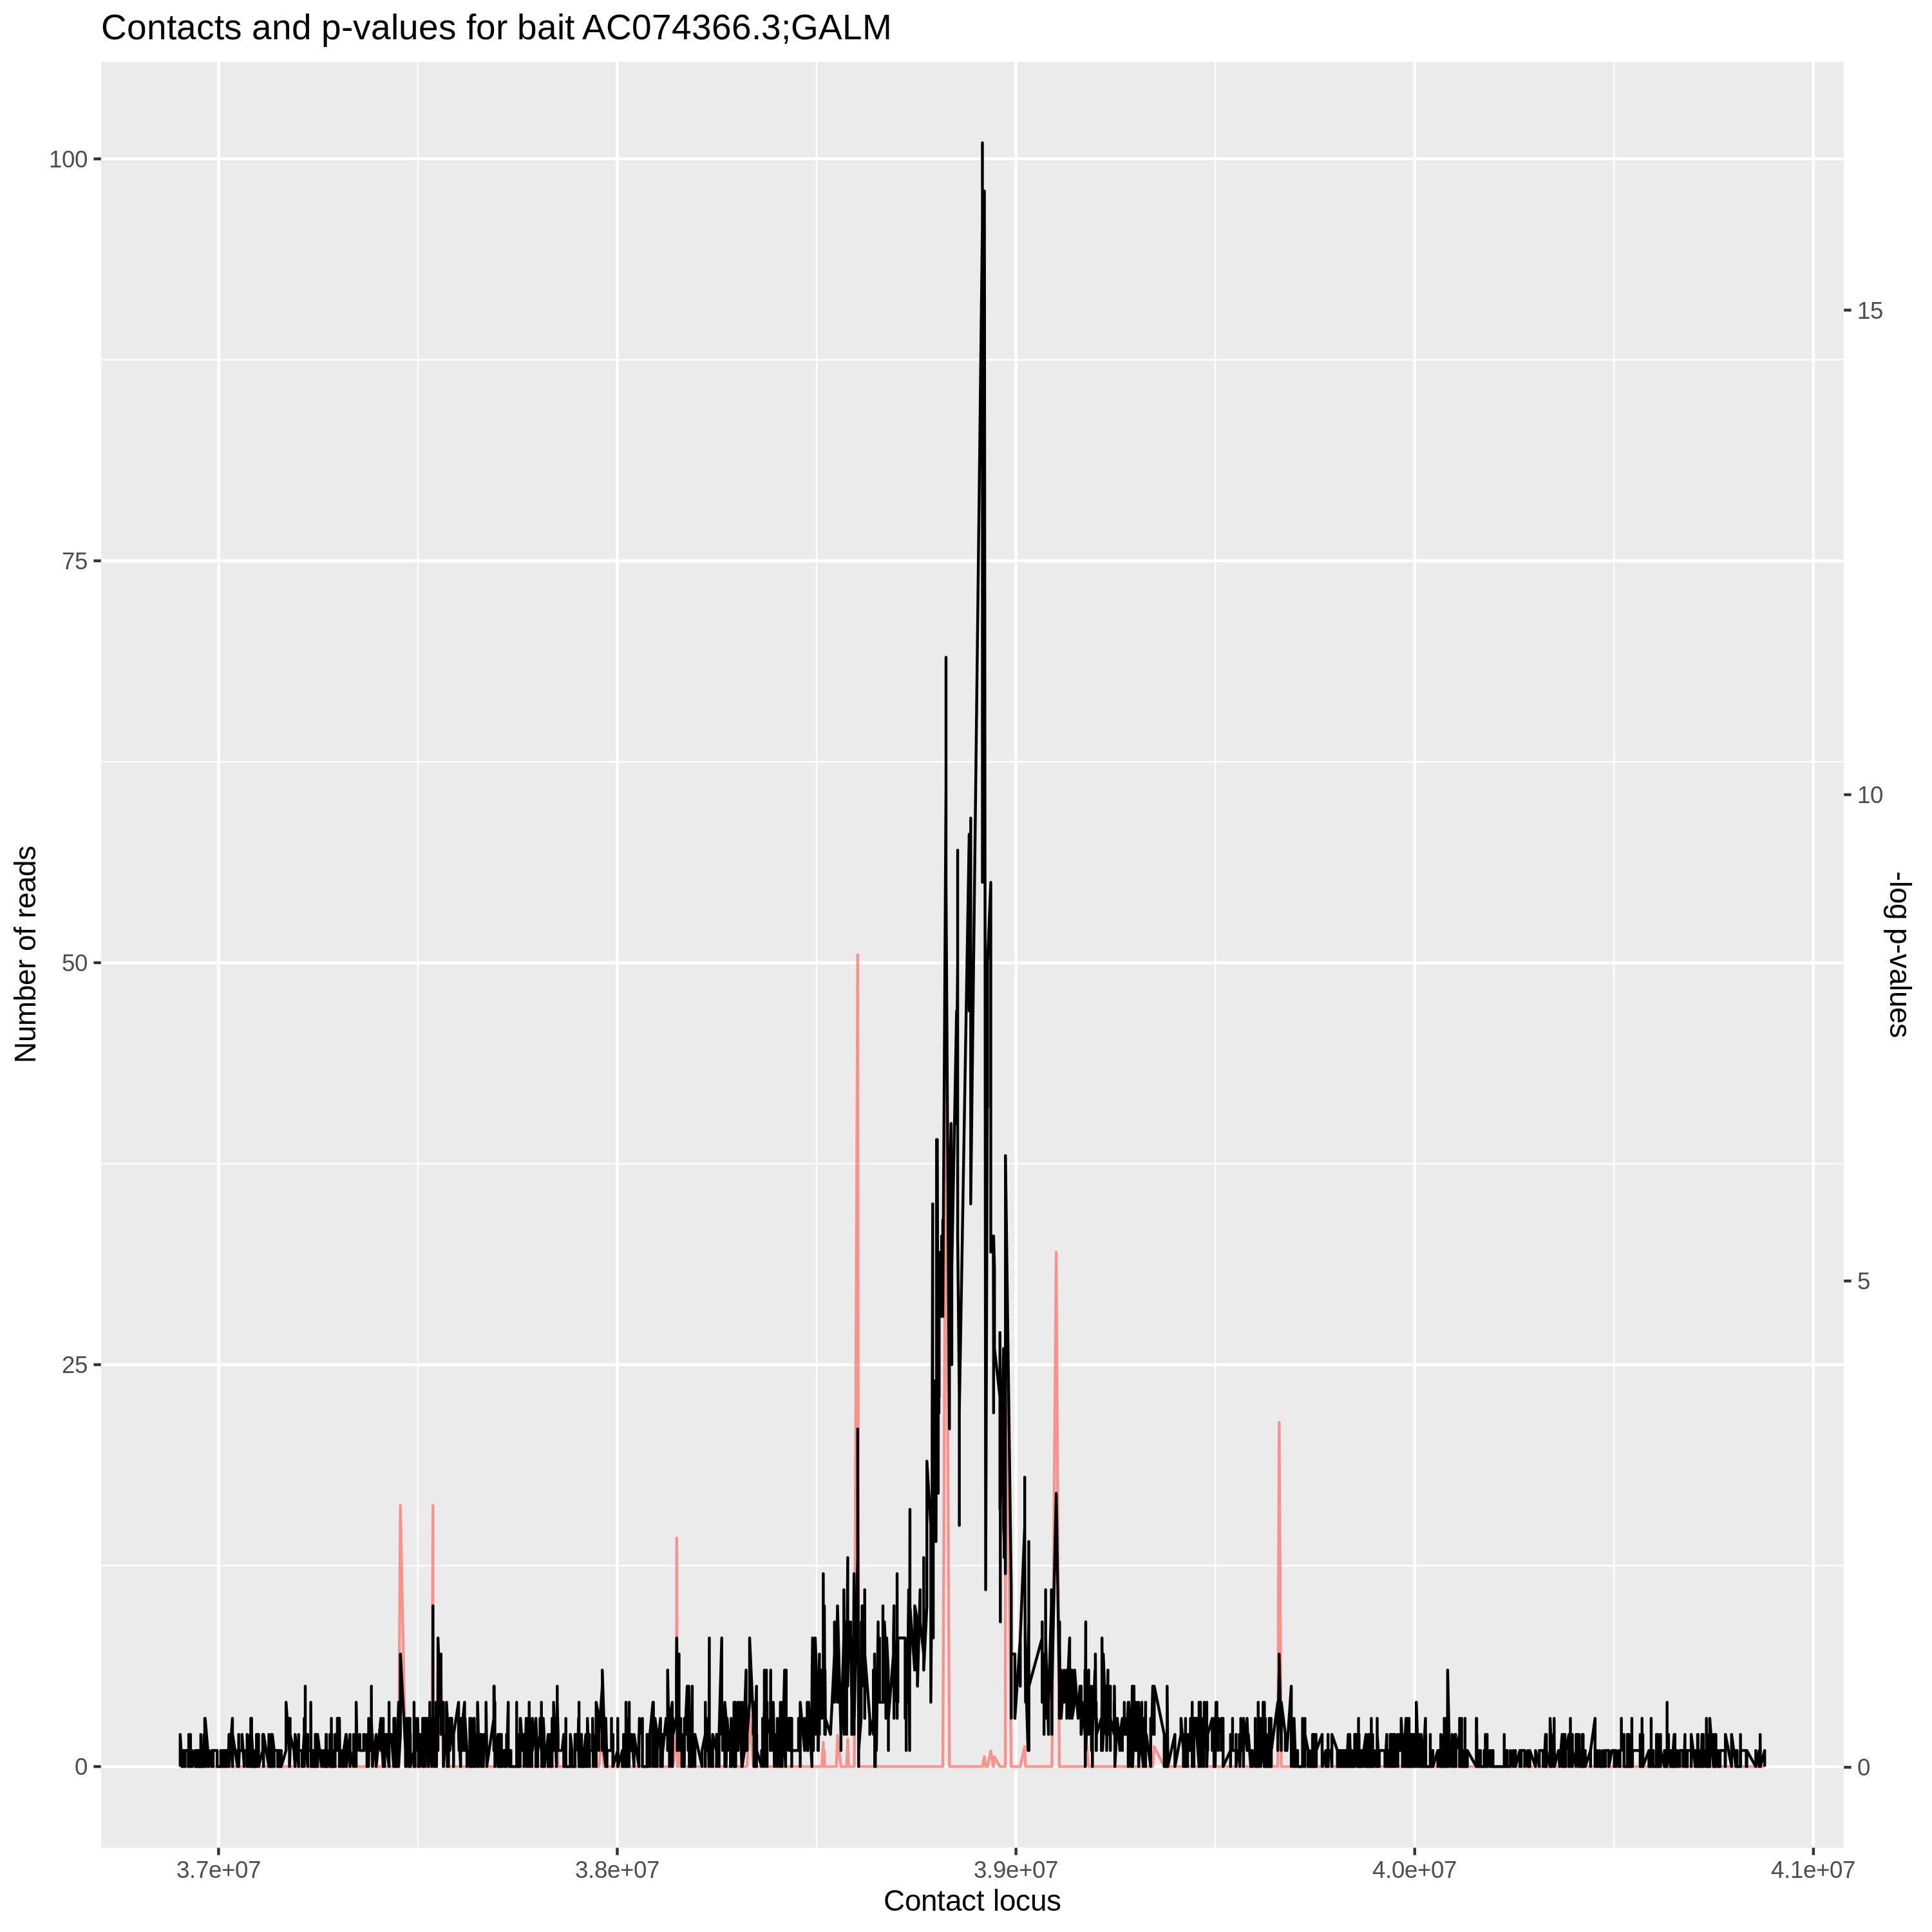 Contacts and p-values for bait AC074366.3;GALM
100
75
50
25
0
15
10
5
0
Number of reads
-log p-values
3.7e+07 3.8e+07 3.9e+07 4.0e+07 4.1e+07
Contact locus